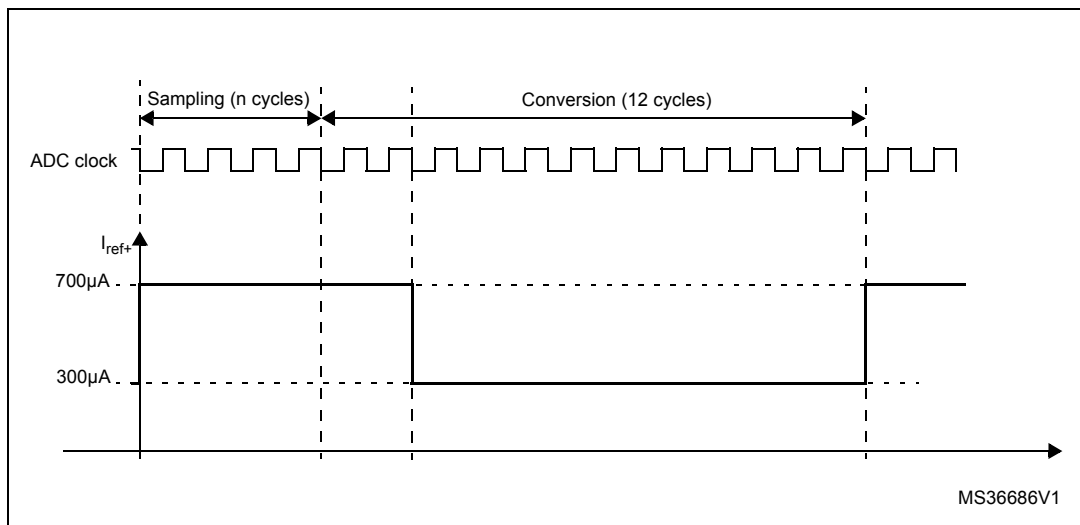 Sampling (n cycles)
Conversion (12 cycles)
ADC clock
Iref+
700µA
300µA
MS36686V1